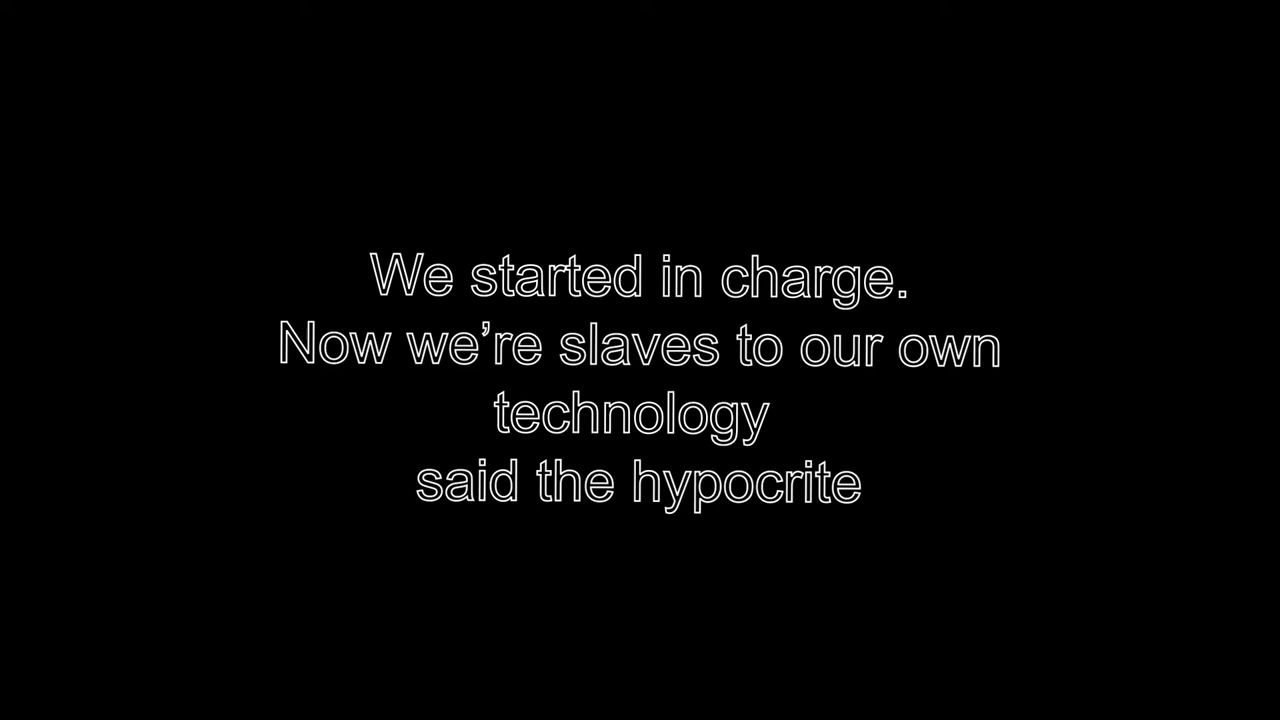 We started in charge.
Now we’re slaves to our own
technology
said the hypocrite